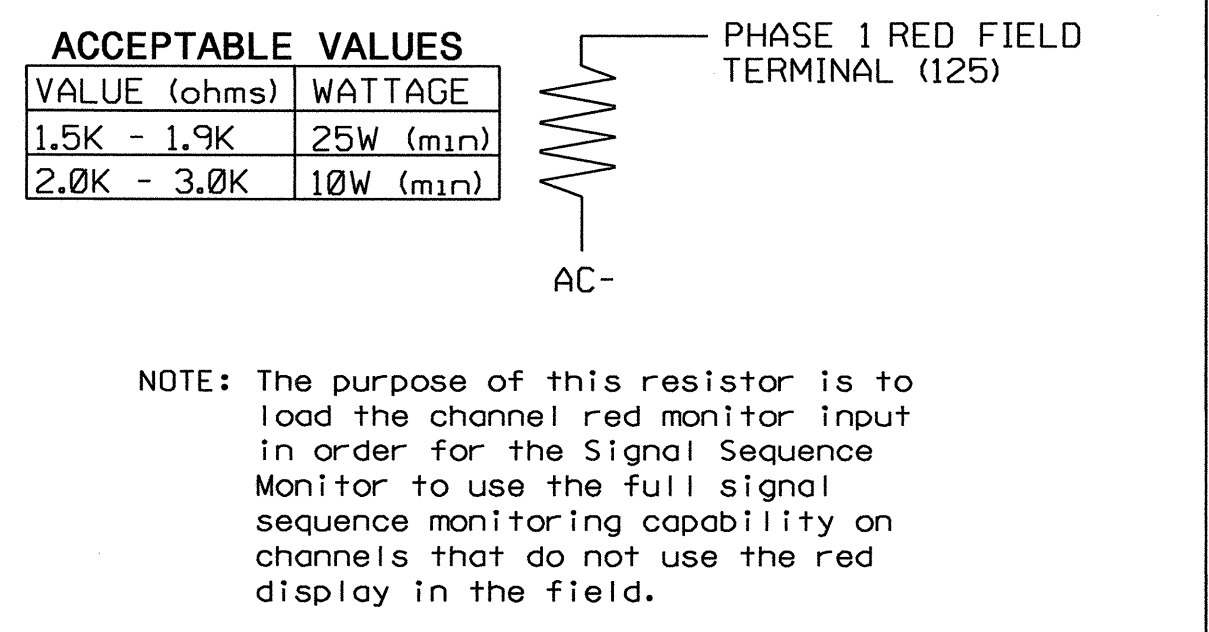 ACCEPTABLE VALUES
VALUE (ohms) WATTAGE
1.5K - 1.9K 25W (min)
2.0K - 3.0K 10W (min)
PHASE 1 RED FIELD
TERMINAL (125)
AC-
NOTE: The purpose of this resistor is to
load the channel red monitor input
in order for the Signal Sequence
Monitor to use the full signal
sequence monitoring capability on
channels that do not use the red
display in the field.